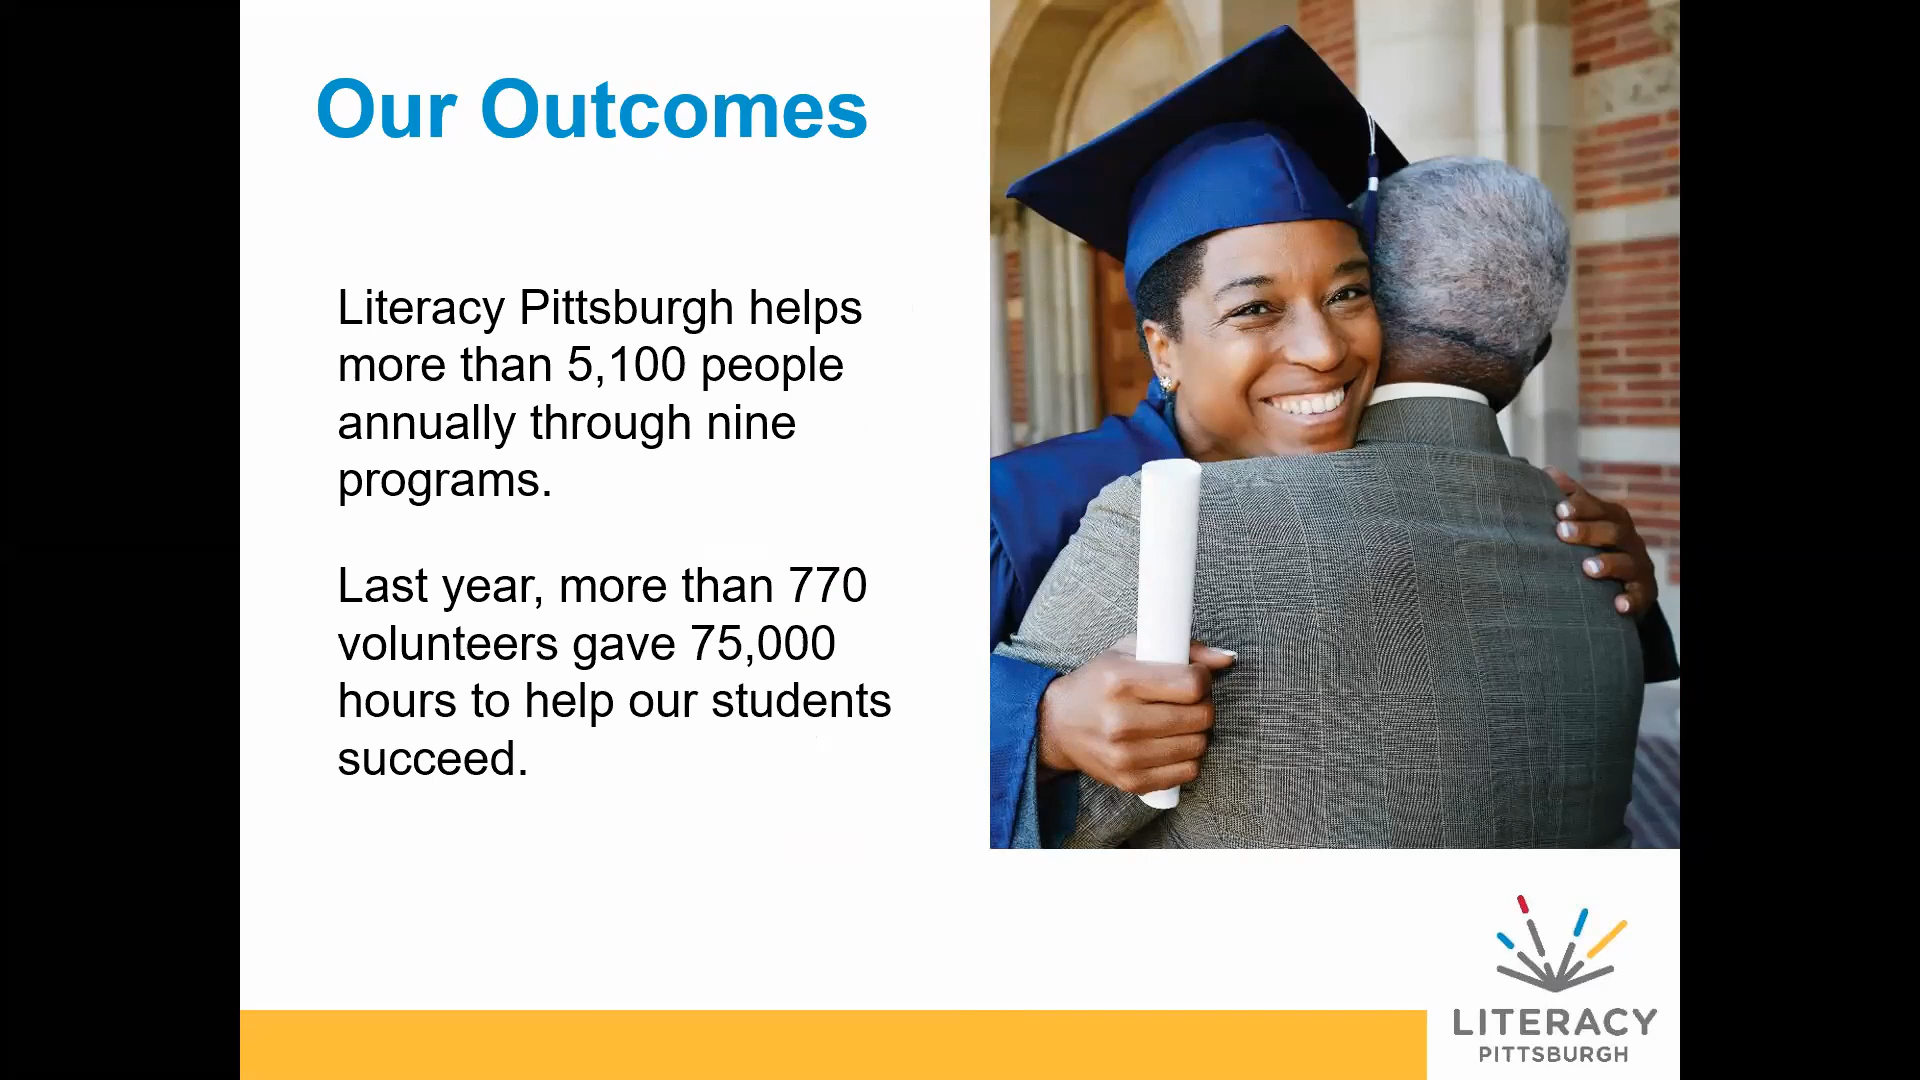 Our Outcomes
Literacy Pittsburgh helps
more than 5,100 people
annually through nine
programs.
Last year, more than 770
volunteers gave 75,000
hours to help our students
succeed.
LITERACY
PITTSBURGH